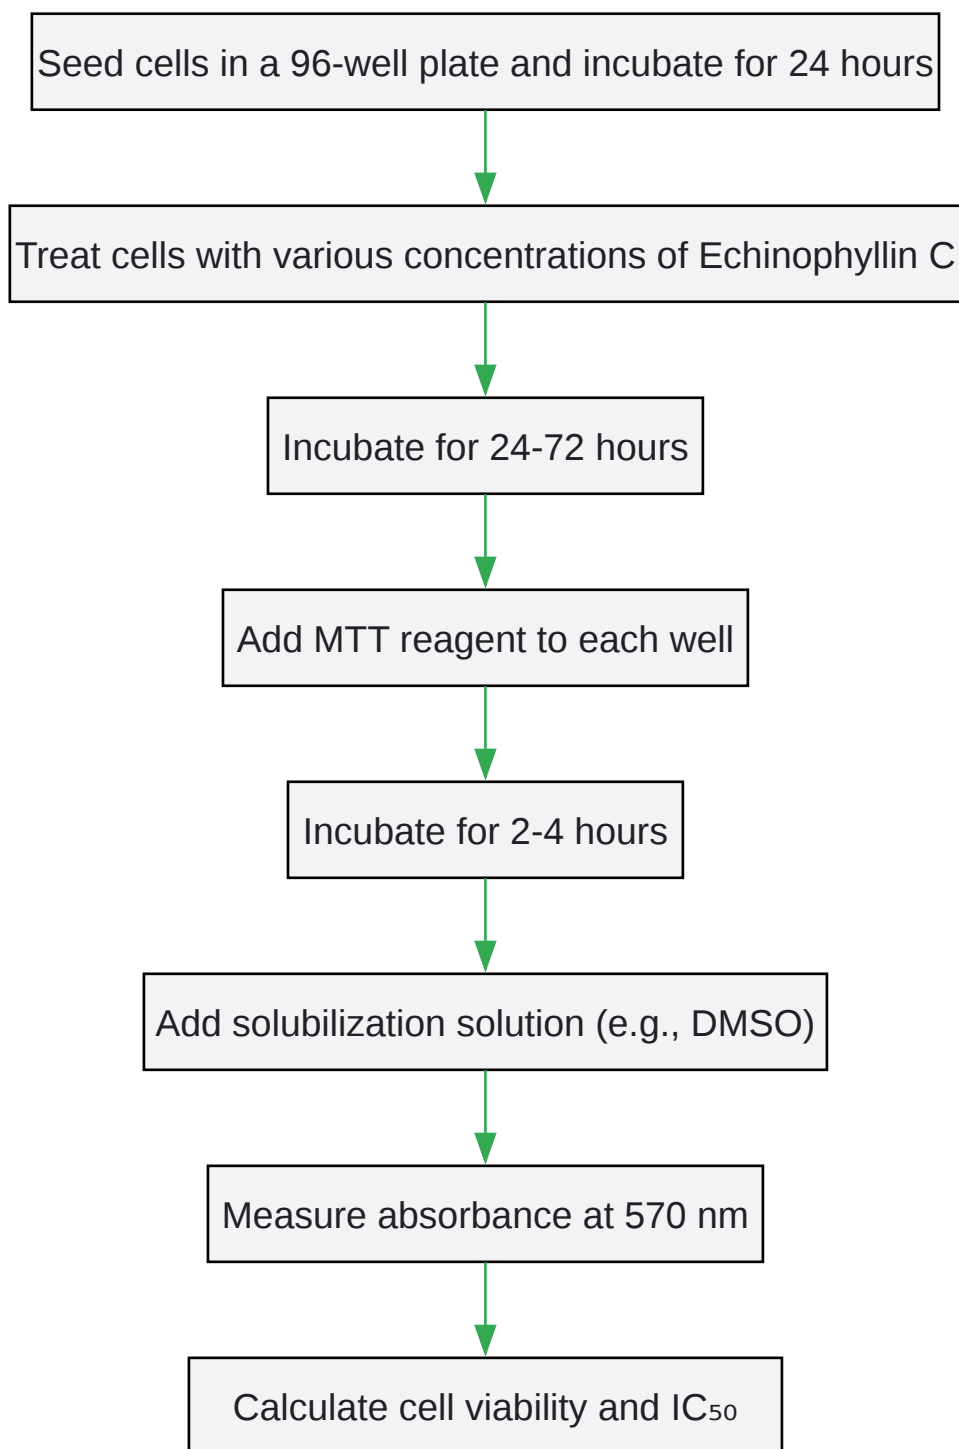 Seed cells in a 96-well plate and incubate for 24 hours
Treat cells with various concentrations of Echinophyllin C
Incubate for 24-72 hours
Add MTT reagent to each well
Incubate for 2-4 hours
Add solubilization solution (e.g., DMSO)
Measure absorbance at 570 nm
Calculate cell viability and IC₅₀